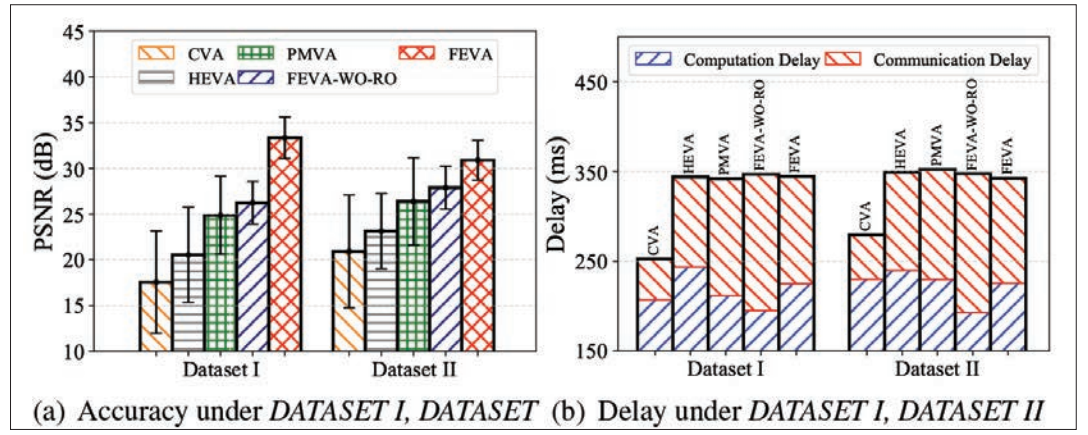 45
40
35
30
25
20
15
10
PSNR (dB)
CVA PMVA FEVA
HEVA FEVA-WO-RO
Dataset I Dataset II
(a) Accuracy under DATASET I, DATASET
450
350
250
150
Delay (ms)
Computation Delay Communication Delay
CVA
HEVA
PMVA
FEVA-WO-RO
FEVA
CVA
HEVA
PMVA
FEVA-WO-RO
FEVA
Dataset I Dataset II
(b) Delay under DATASET I, DATASET II